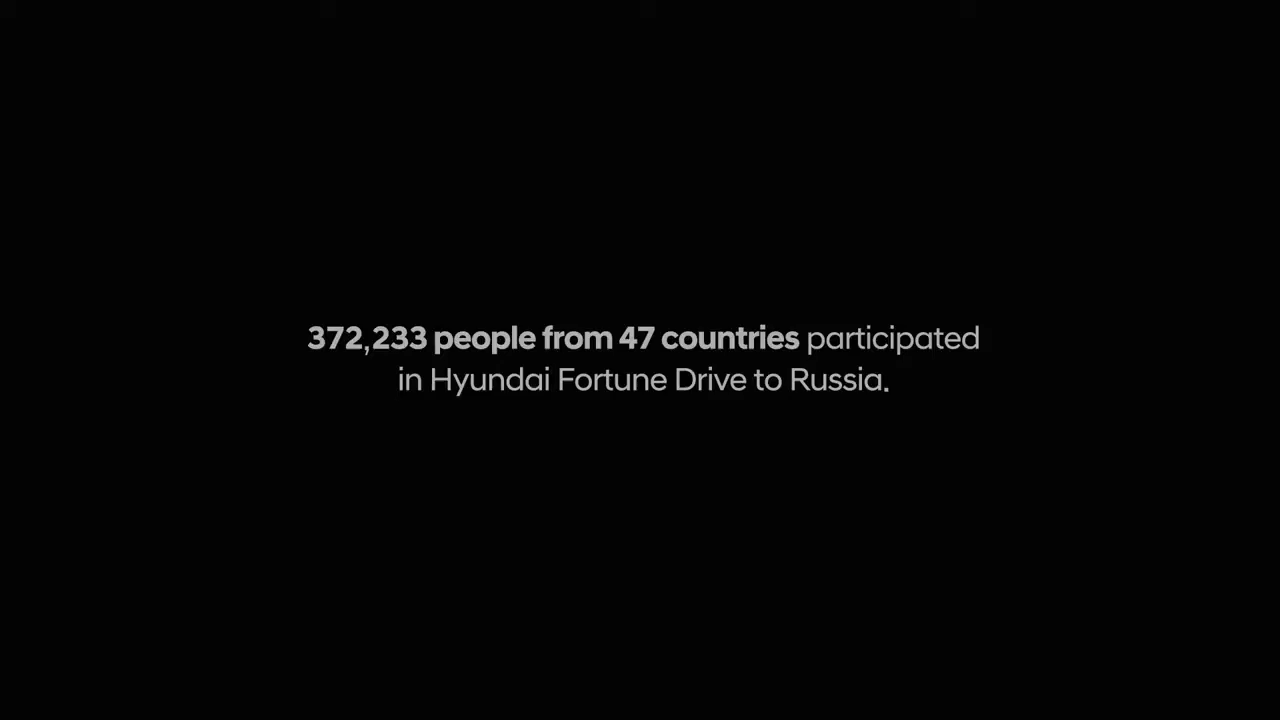 372,233 people from 47 countries participated
in Hyundai Fortune Drive to Russia.